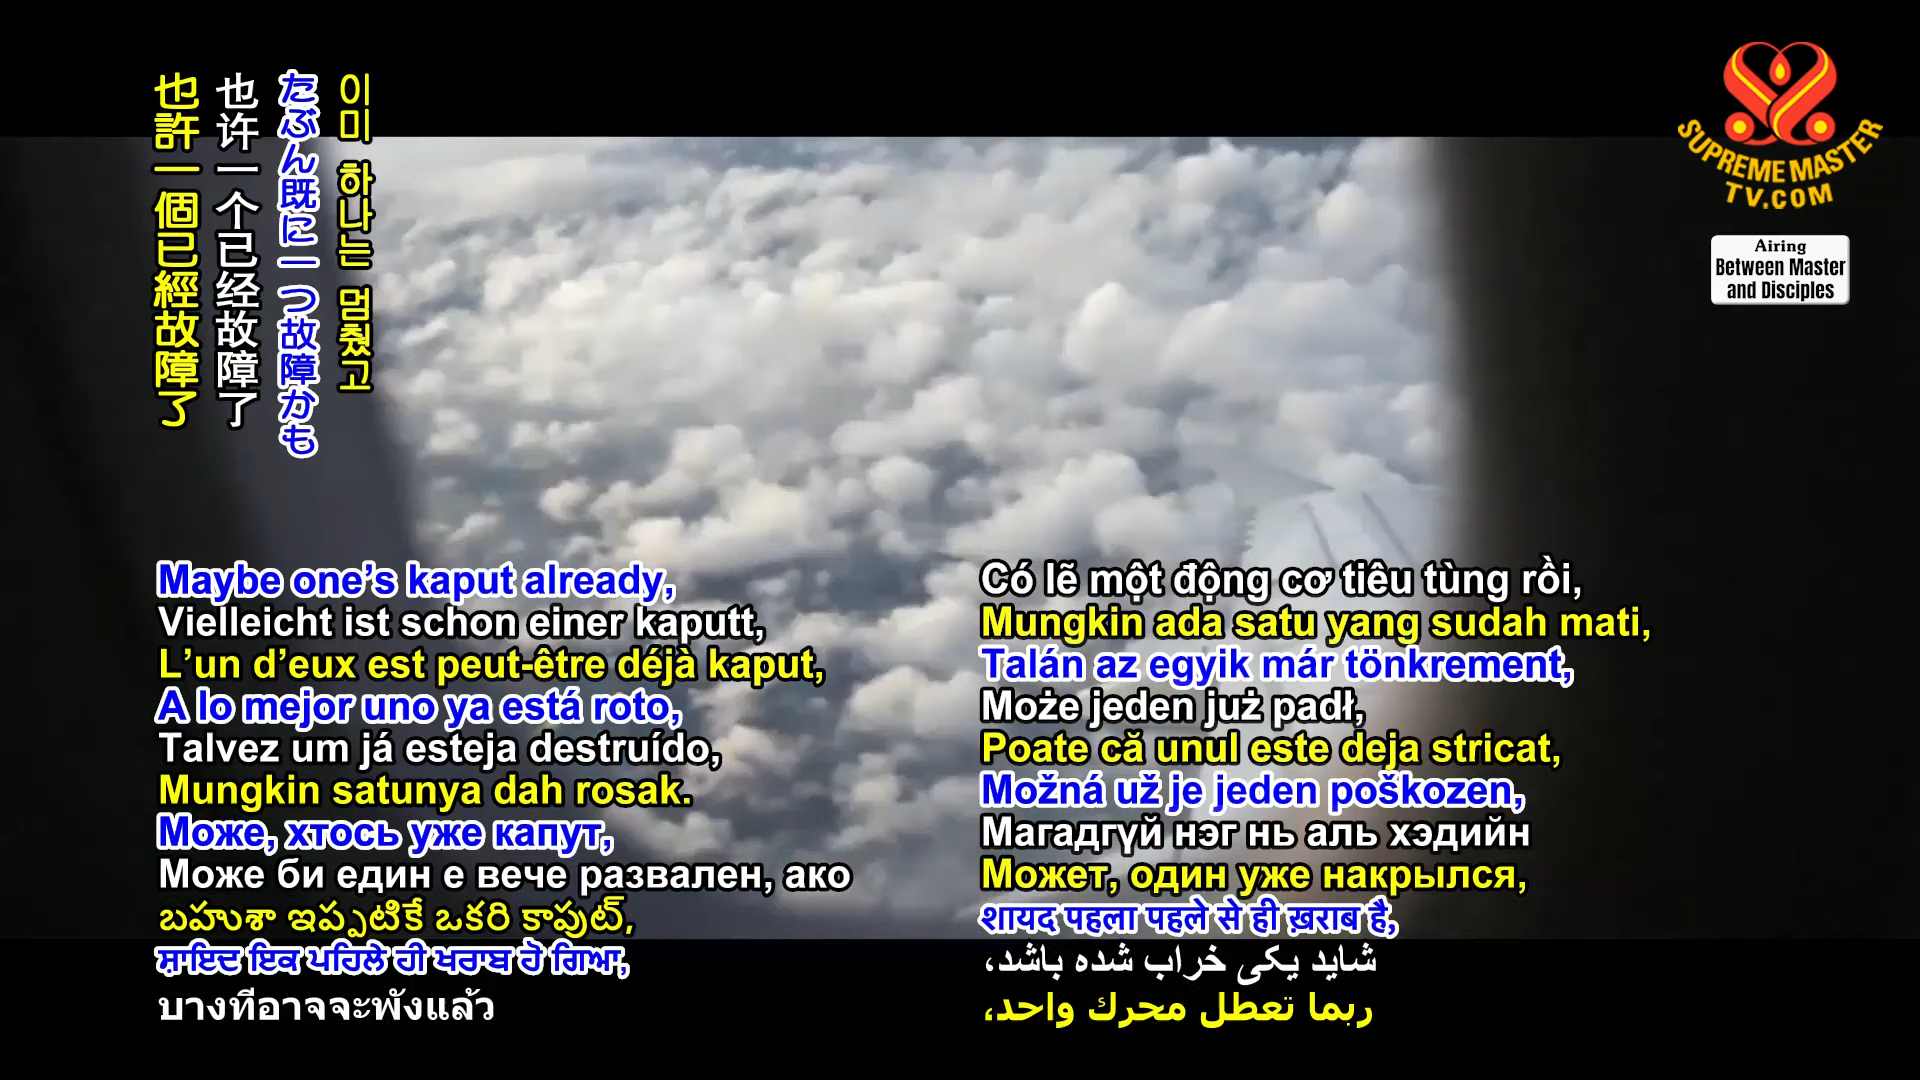 이미 하나는 멈췄고
たぶん既に一つ故障かも
也许一个已经故障了
也許一個已經故障了
SUPREME MASTER
TV.COM
Airing
Between Master
and Disciples
Maybe one’s kaput already,
Vielleicht ist schon einer kaputt,
L’un d’eux est peut-être déjà kaput,
A lo mejor uno ya está roto,
Talvez um já esteja destruído,
Mungkin satunya dah rosak.
Може, хтось уже капут,
Може би един е вече развален, ако
బహుశా ఇప్పటికే ఒకరి కాపుట్,
ਸ਼ਾਇਦ ਇਕ ਪਹਿਲੇ ਹੀ ਖਰਾਬ ਹੋ ਗਿਆ,
บางทีอาจจะพังแล้ว
Có lẽ một động cơ tiêu tùng rồi,
Mungkin ada satu yang sudah mati,
Talán az egyik már tönkrement,
Może jeden już padł,
Poate că unul este deja stricat,
Možná už je jeden poškozen,
Магадгүй нэг нь аль хэдийн
Может, один уже накрылся,
शायद पहला पहले से ही ख़राब है,
شاید یکی خراب شده باشد،
ربما تعطل محرك واحد،